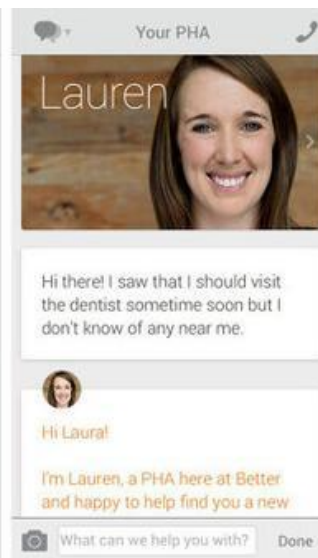 Your PHA
Lauren
Hi there! I saw that I should visit
the dentist sometime soon but I
don't know of any near me.
Hi Laura!
I'm Lauren, a PHA here at Better
and happy to help find you a new
What can we help you with?
Done